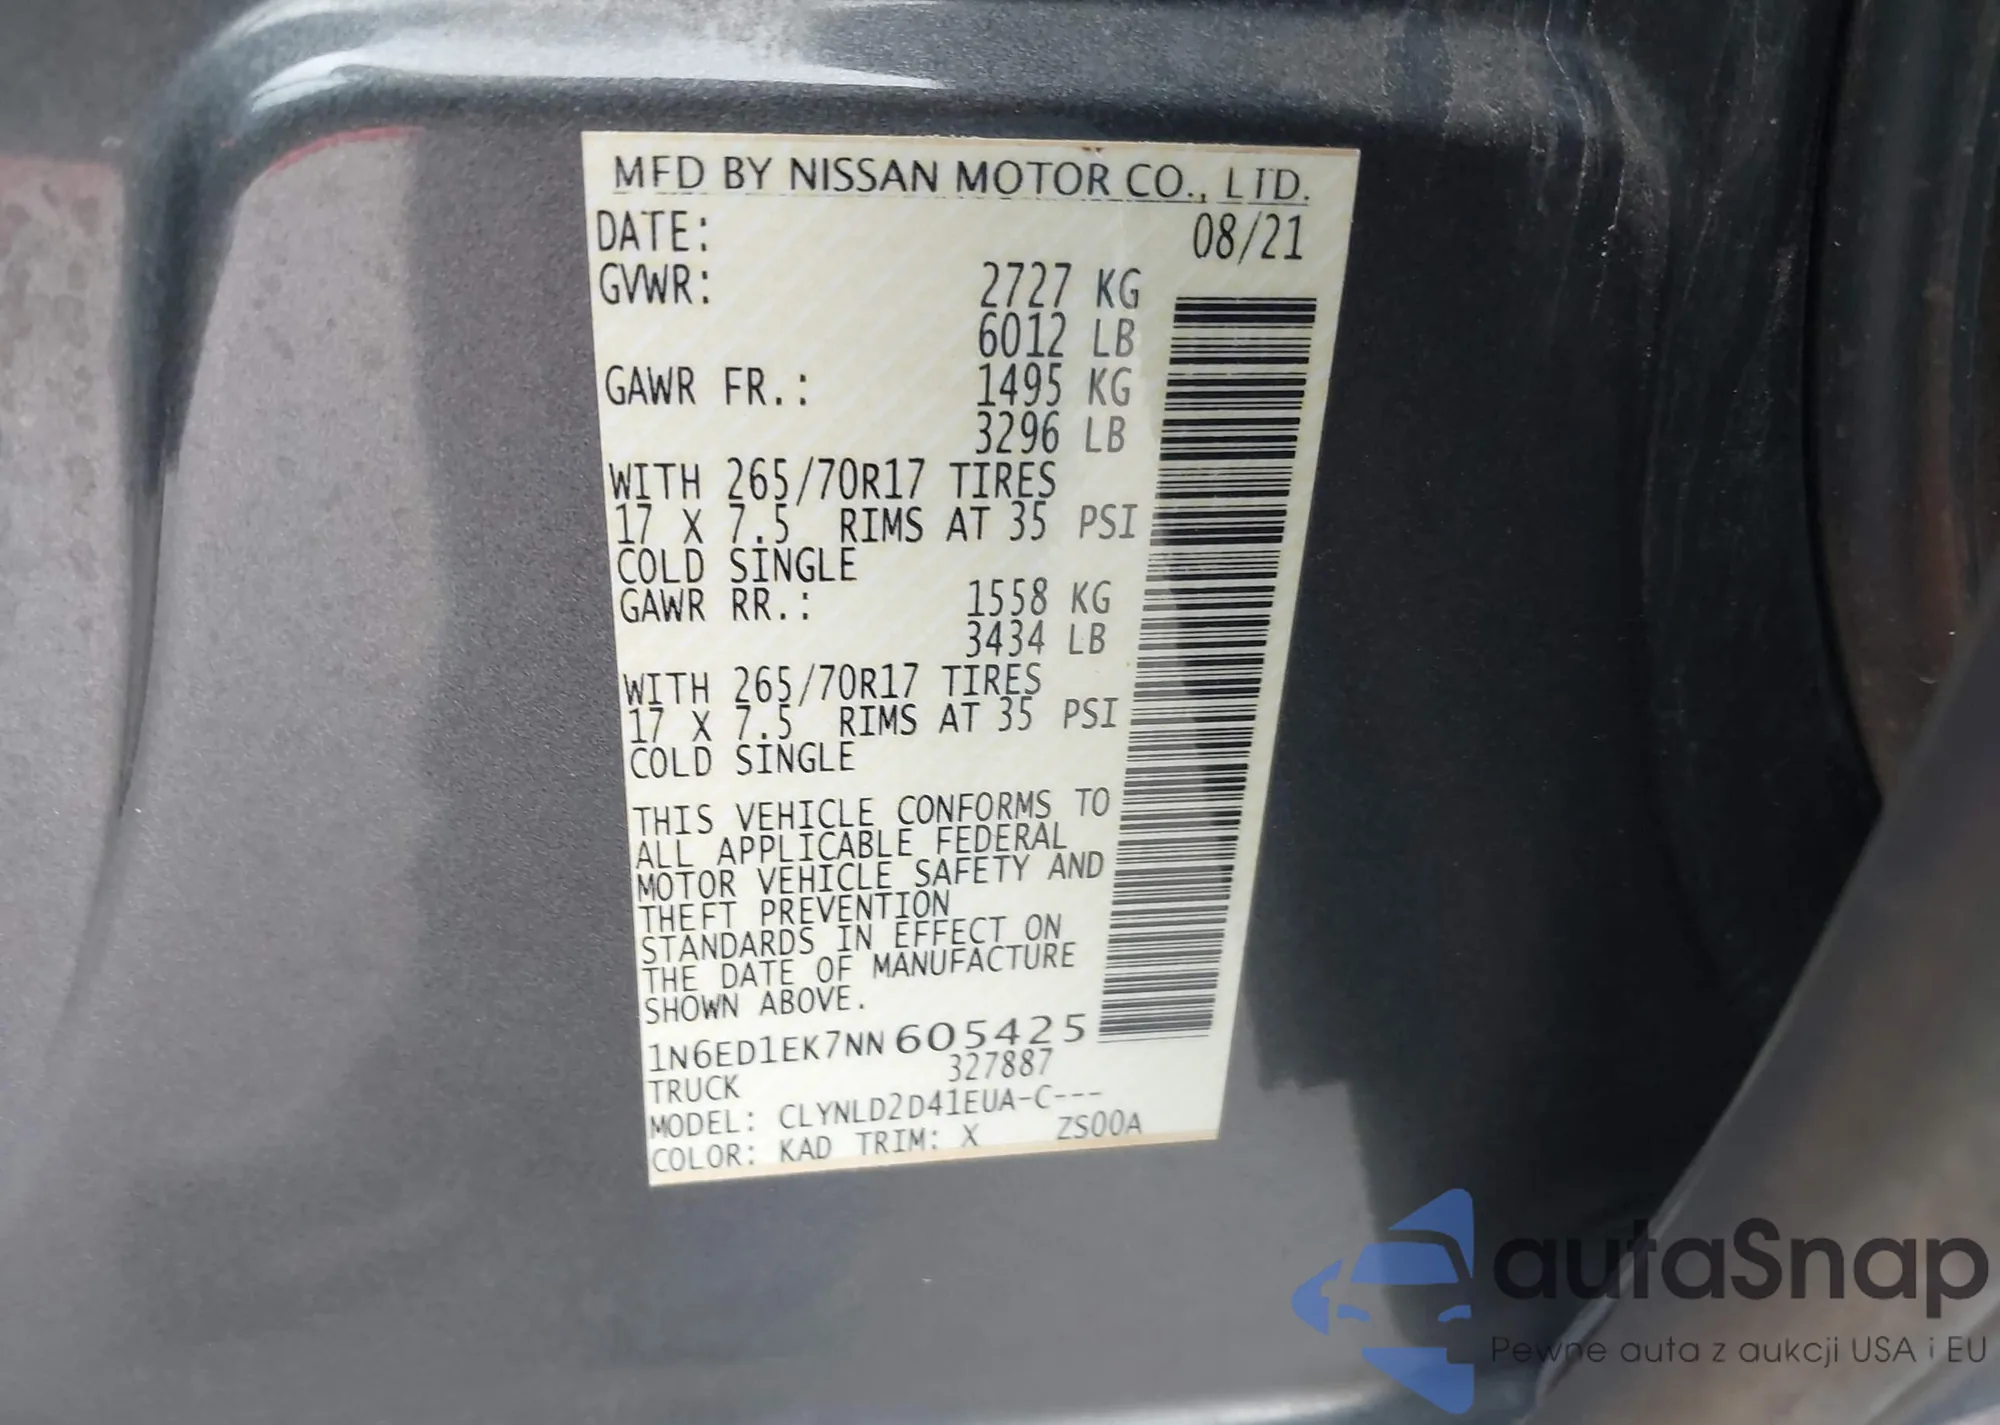 MFD BY NISSAN MOTOR CO., LTD.
DATE: 08/21
GVWR: 2727 KG
6012 LB
GAWR FR.: 1495 KG
3296 LB
WITH 265/70R17 TIRES
17 X 7.5 RIMS AT 35 PSI
COLD SINGLE
GAWR RR.: 1558 KG
3434 LB
WITH 265/70R17 TIRES
17 X 7.5 RIMS AT 35 PSI
COLD SINGLE
THIS VEHICLE CONFORMS TO
ALL APPLICABLE FEDERAL
MOTOR VEHICLE SAFETY AND
THEFT PREVENTION
STANDARDS IN EFFECT ON
THE DATE OF MANUFACTURE
SHOWN ABOVE.
1N6ED1EK7NN605425
TRUCK 327887
MODEL: CLYNLD2D41EUA-C---
COLOR: KAD TRIM: X ZS00A
autaSnap
Pewne auta z aukcji USA i EU